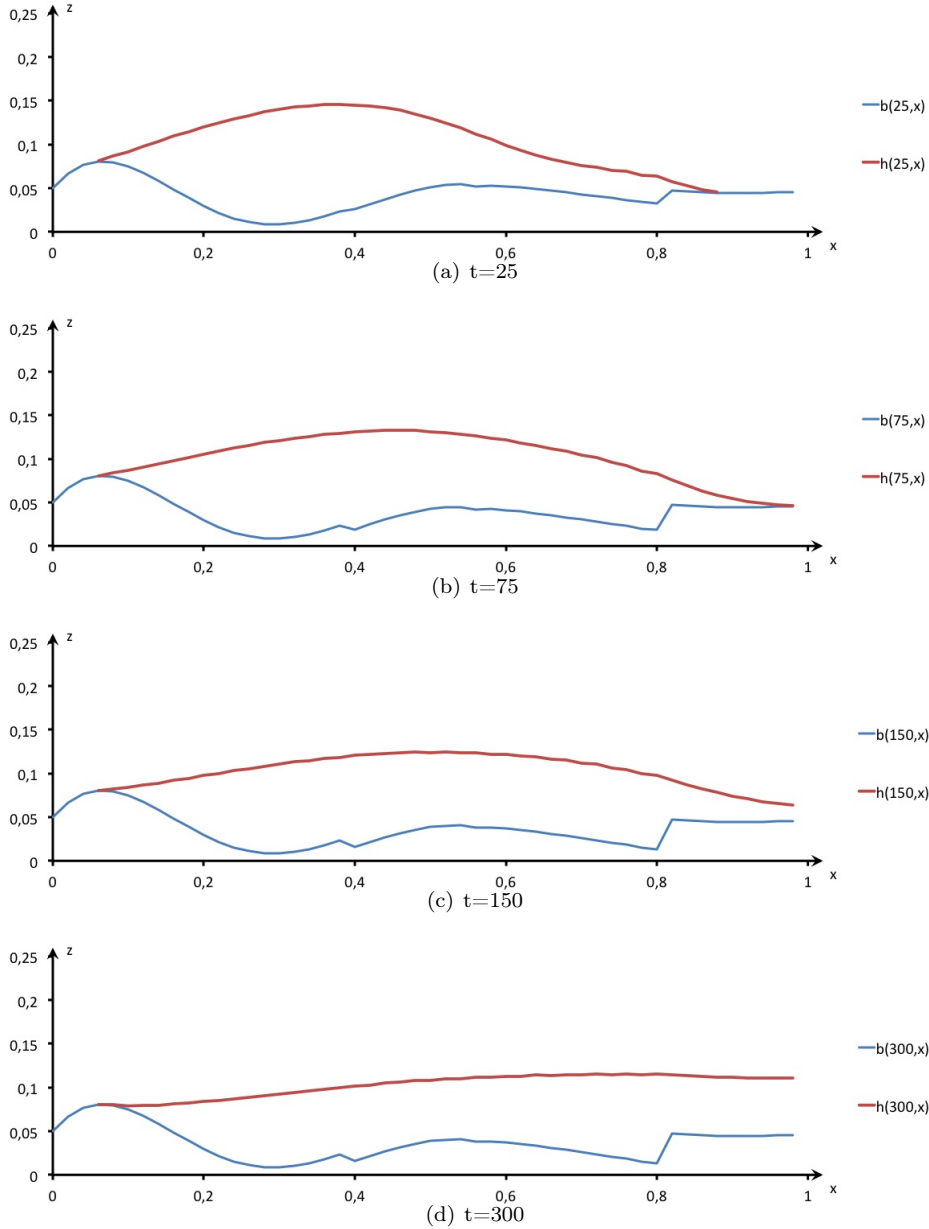 z
0,25
0,2
0,15
0,1
0,05
0
0 0,2 0,4 0,6 0,8 1
x
b(25,x)
h(25,x)
(a) t=25
z
0,25
0,2
0,15
0,1
0,05
0
0 0,2 0,4 0,6 0,8 1
x
b(75,x)
h(75,x)
(b) t=75
z
0,25
0,2
0,15
0,1
0,05
0
0 0,2 0,4 0,6 0,8 1
x
b(150,x)
h(150,x)
(c) t=150
z
0,25
0,2
0,15
0,1
0,05
0
0 0,2 0,4 0,6 0,8 1
x
b(300,x)
h(300,x)
(d) t=300